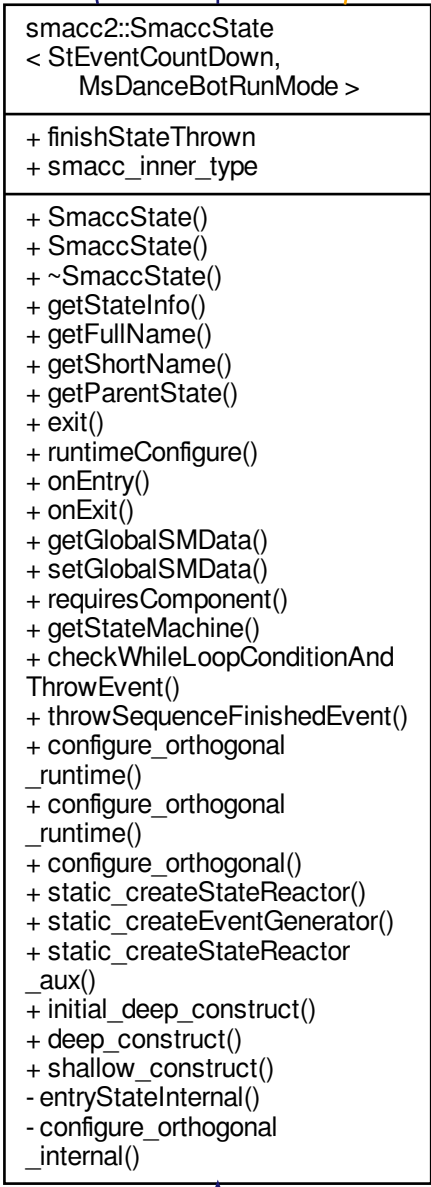 smacc2::SmaccState
< StEventCountDown,
MsDanceBotRunMode >
+ finishStateThrown
+ smacc_inner_type
+ SmaccState()
+ SmaccState()
+ ~SmaccState()
+ getStateInfo()
+ getFullName()
+ getShortName()
+ getParentState()
+ exit()
+ runtimeConfigure()
+ onEntry()
+ onExit()
+ getGlobalSMData()
+ setGlobalSMData()
+ requiresComponent()
+ getStateMachine()
+ checkWhileLoopConditionAnd
ThrowEvent()
+ throwSequenceFinishedEvent()
+ configure_orthogonal
_runtime()
+ configure_orthogonal
_runtime()
+ configure_orthogonal()
+ static_createStateReactor()
+ static_createEventGenerator()
+ static_createStateReactor
_aux()
+ initial_deep_construct()
+ deep_construct()
+ shallow_construct()
- entryStateInternal()
- configure_orthogonal
_internal()